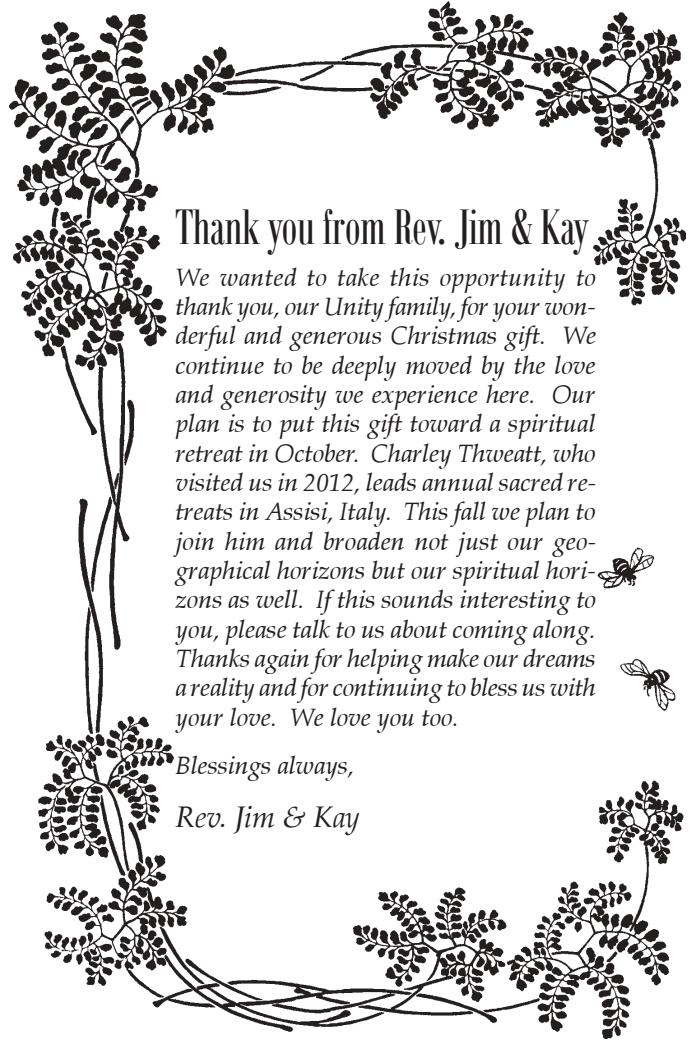 Thank you from Rev. Jim & Kay
We wanted to take this opportunity to
thank you, our Unity family, for your won-
derful and generous Christmas gift.  We
continue to be deeply moved by the love
and generosity we experience here.  Our
plan is to put this gift toward a spiritual
retreat in October.  Charley Thweatt, who
visited us in 2012, leads annual sacred re-
treats in Assisi, Italy.  This fall we plan to
join him and broaden not just our geo-
graphical horizons but our spiritual hori-
zons as well.  If this sounds interesting to
you, please talk to us about coming along.
Thanks again for helping make our dreams
a reality and for continuing to bless us with
your love.  We love you too.
Blessings always,
Rev. Jim & Kay